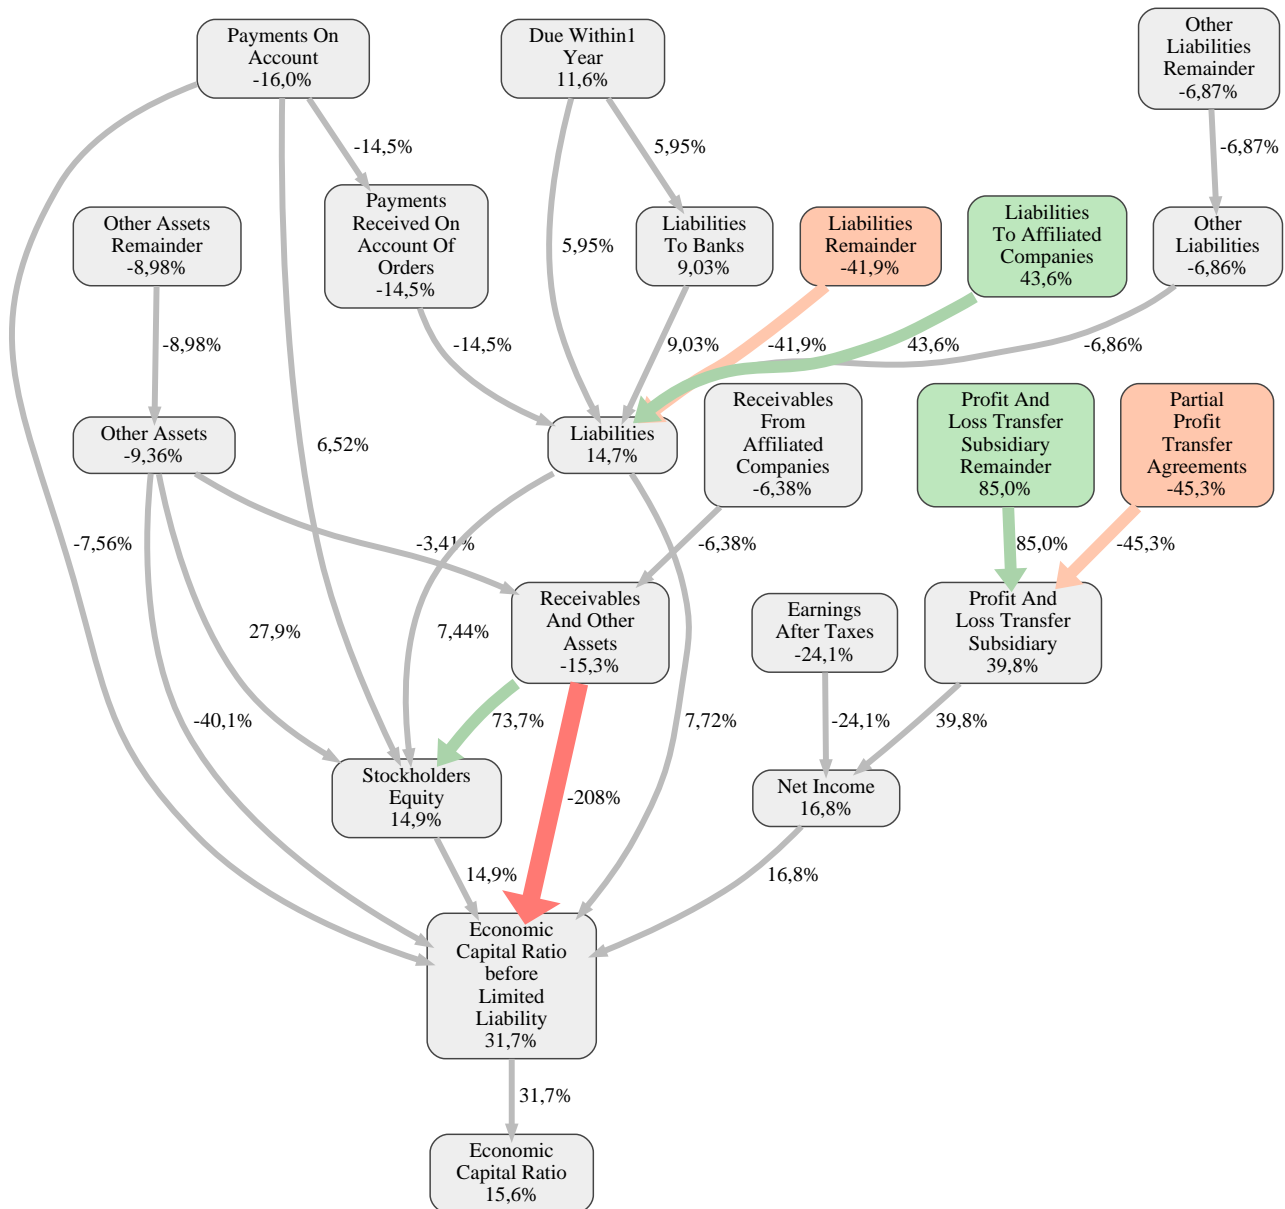 Payments On
Account
-16,0%
Due Within1
Year
11,6%
Other
Liabilities
Remainder
-6,87%
-14,5%
5,95%
-6,87%
Other Assets
Remainder
-8,98%
Payments
Received On
Account Of
Orders
-14,5%
5,95%
Liabilities
To Banks
9,03%
Liabilities
Remainder
-41,9%
Liabilities
To Affiliated
Companies
43,6%
Other
Liabilities
-6,86%
-8,98%
-14,5%
9,03%
-41,9%
43,6%
-6,86%
Other Assets
-9,36%
6,52%
Liabilities
14,7%
Receivables
From
Affiliated
Companies
-6,38%
Profit And
Loss Transfer
Subsidiary
Remainder
85,0%
Partial
Profit
Transfer
Agreements
-45,3%
-7,56%
-3,41%
-6,38%
85,0%
-45,3%
27,9%
7,44%
Receivables
And Other
Assets
-15,3%
Earnings
After Taxes
-24,1%
Profit And
Loss Transfer
Subsidiary
39,8%
-40,1%
73,7%
7,72%
-24,1%
39,8%
Stockholders
Equity
14,9%
-208%
Net Income
16,8%
14,9%
16,8%
Economic
Capital Ratio
before
Limited
Liability
31,7%
31,7%
Economic
Capital Ratio
15,6%